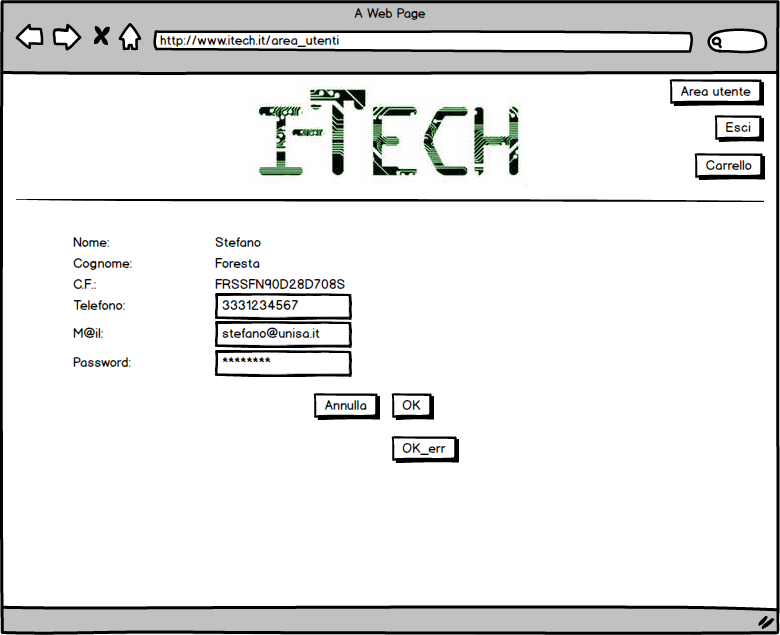 A Web Page
http://www.itech.it/area_utenti
I-TECH
Area utente
Esci
Carrello
Nome: Stefano
Cognome: Foresta
C.F.: FRSSFN90D28D708S
Telefono: 3331234567
M@il: stefano@unisa.it
Password: ********
Annulla OK
OK_err